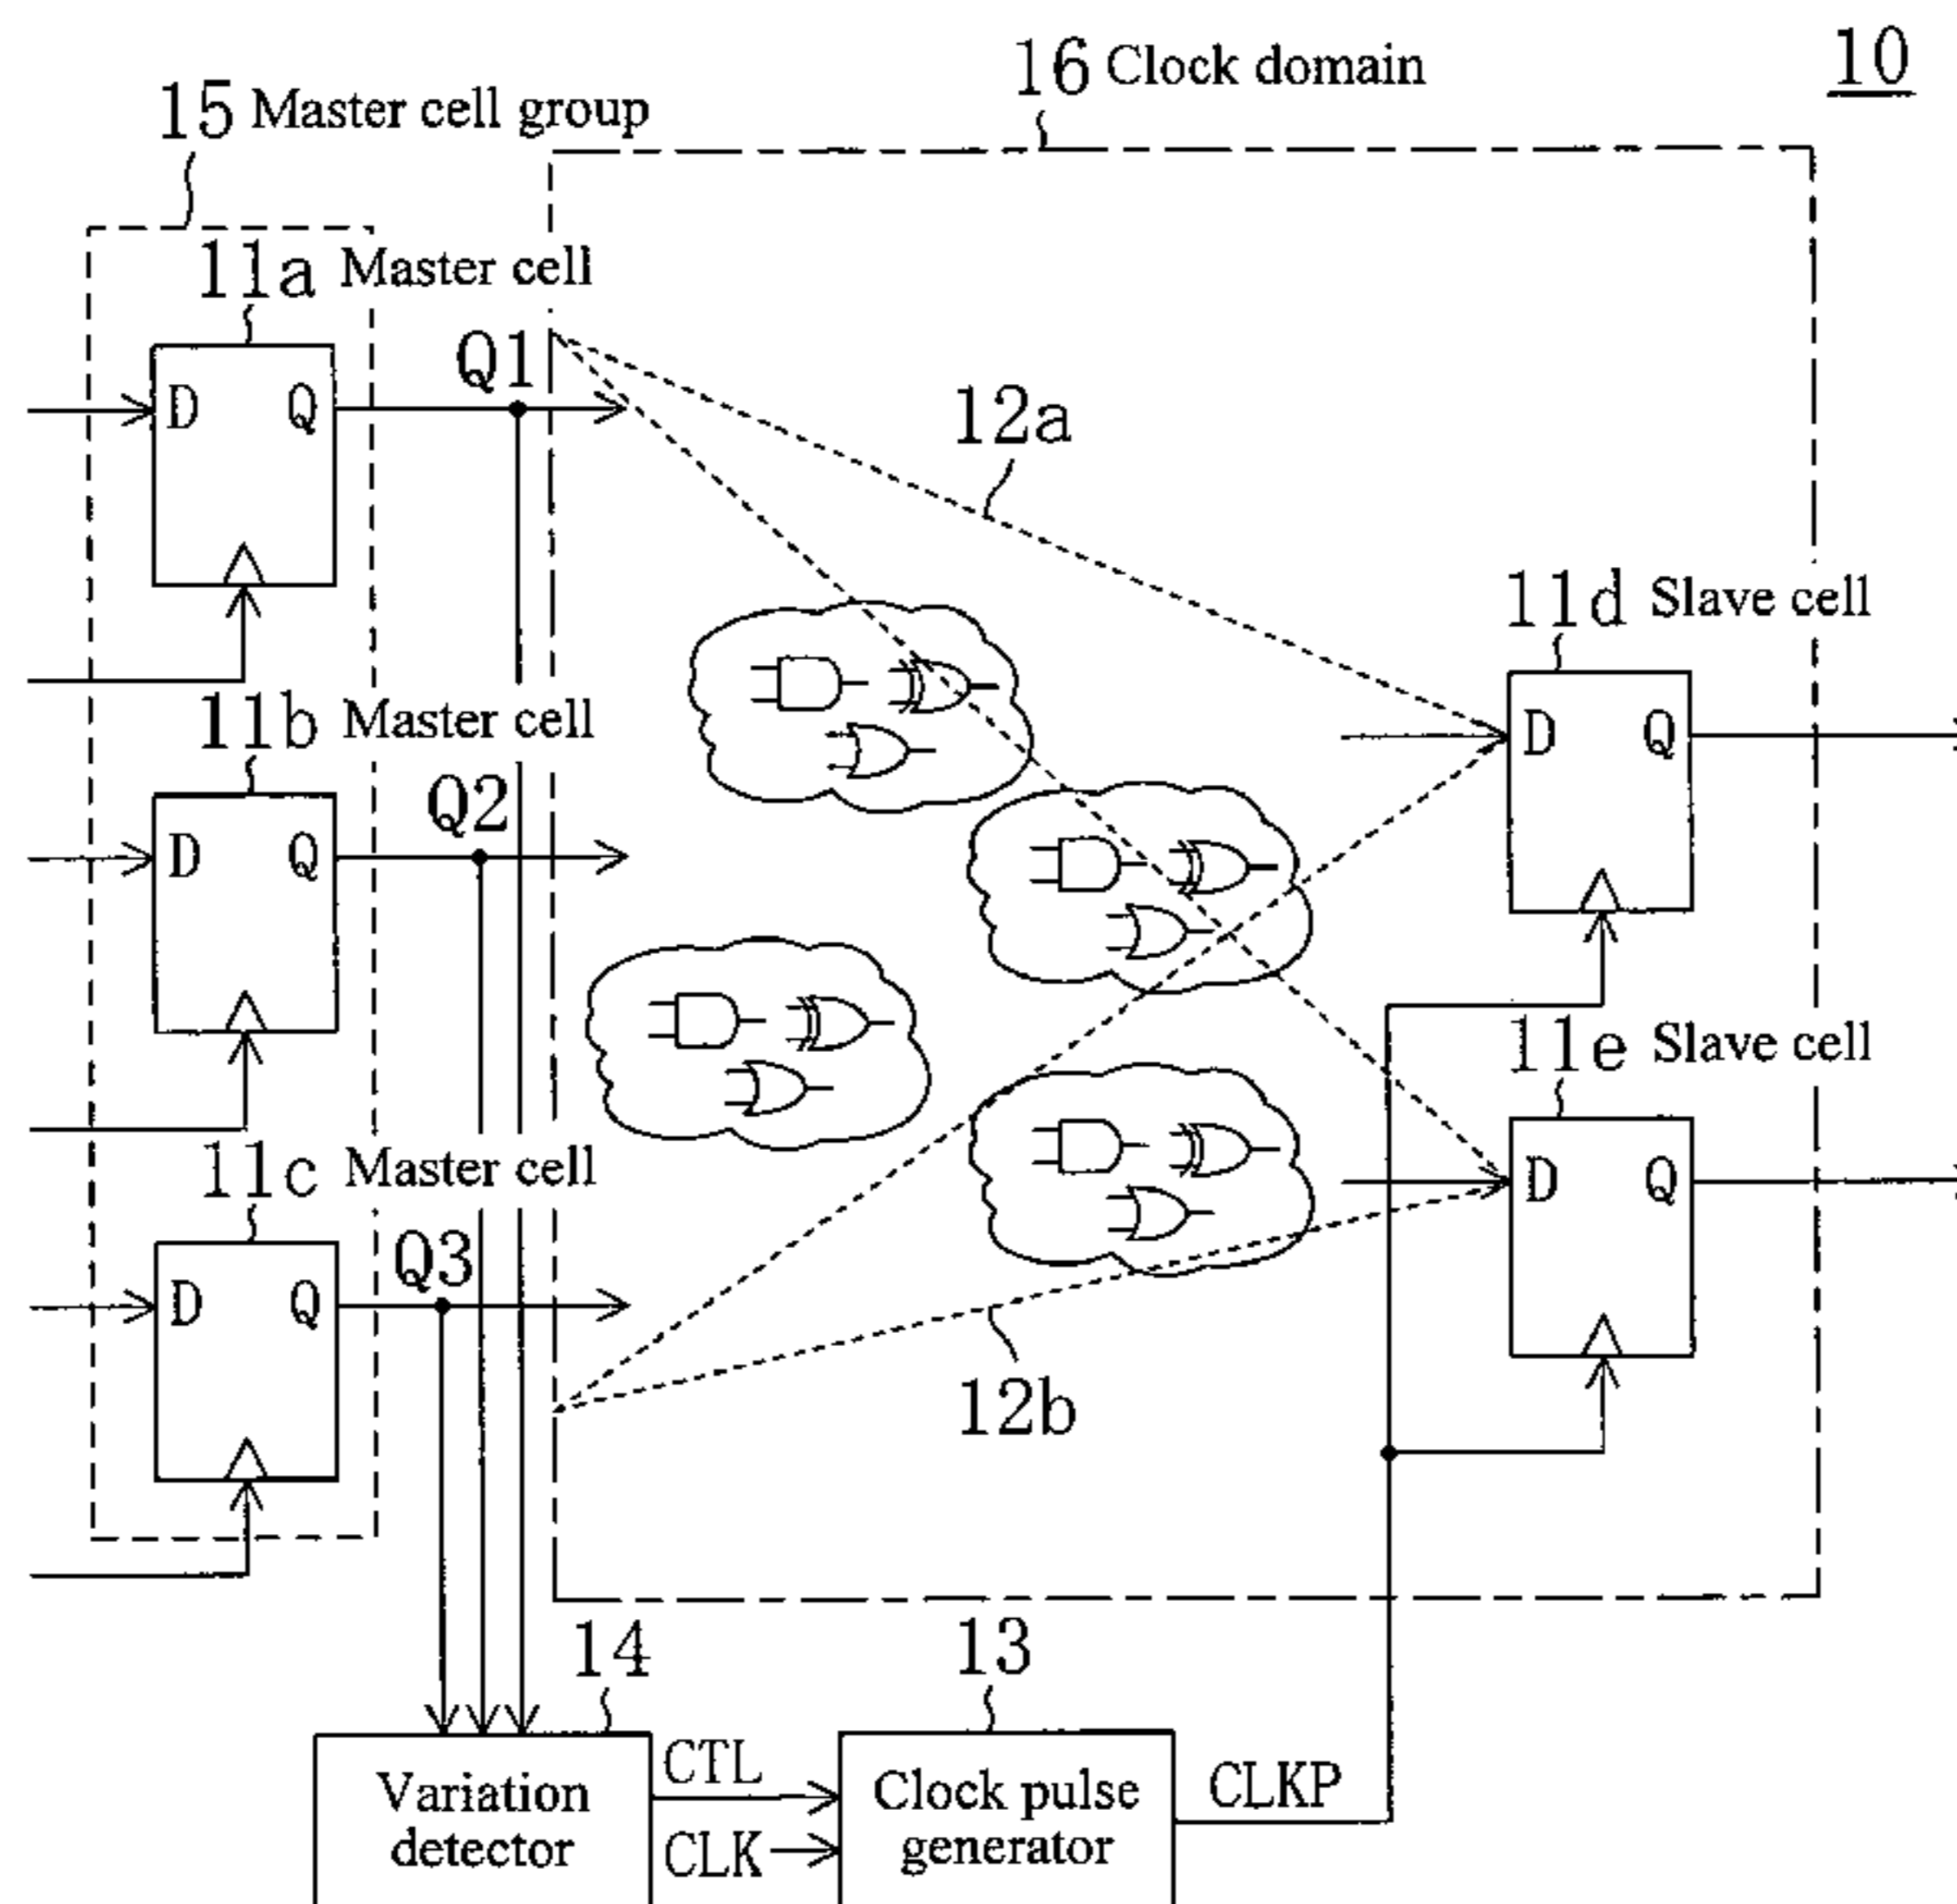 10
16 Clock domain
15 Master cell group
11a Master cell
Q1
D Q
12a
11d Slave cell
D Q
11b Master cell
Q2
D Q
11e Slave cell
D Q
11c Master cell
Q3
D Q
12b
14
13
Variation
detector
CTL
CLK
Clock pulse
generator
CLKP